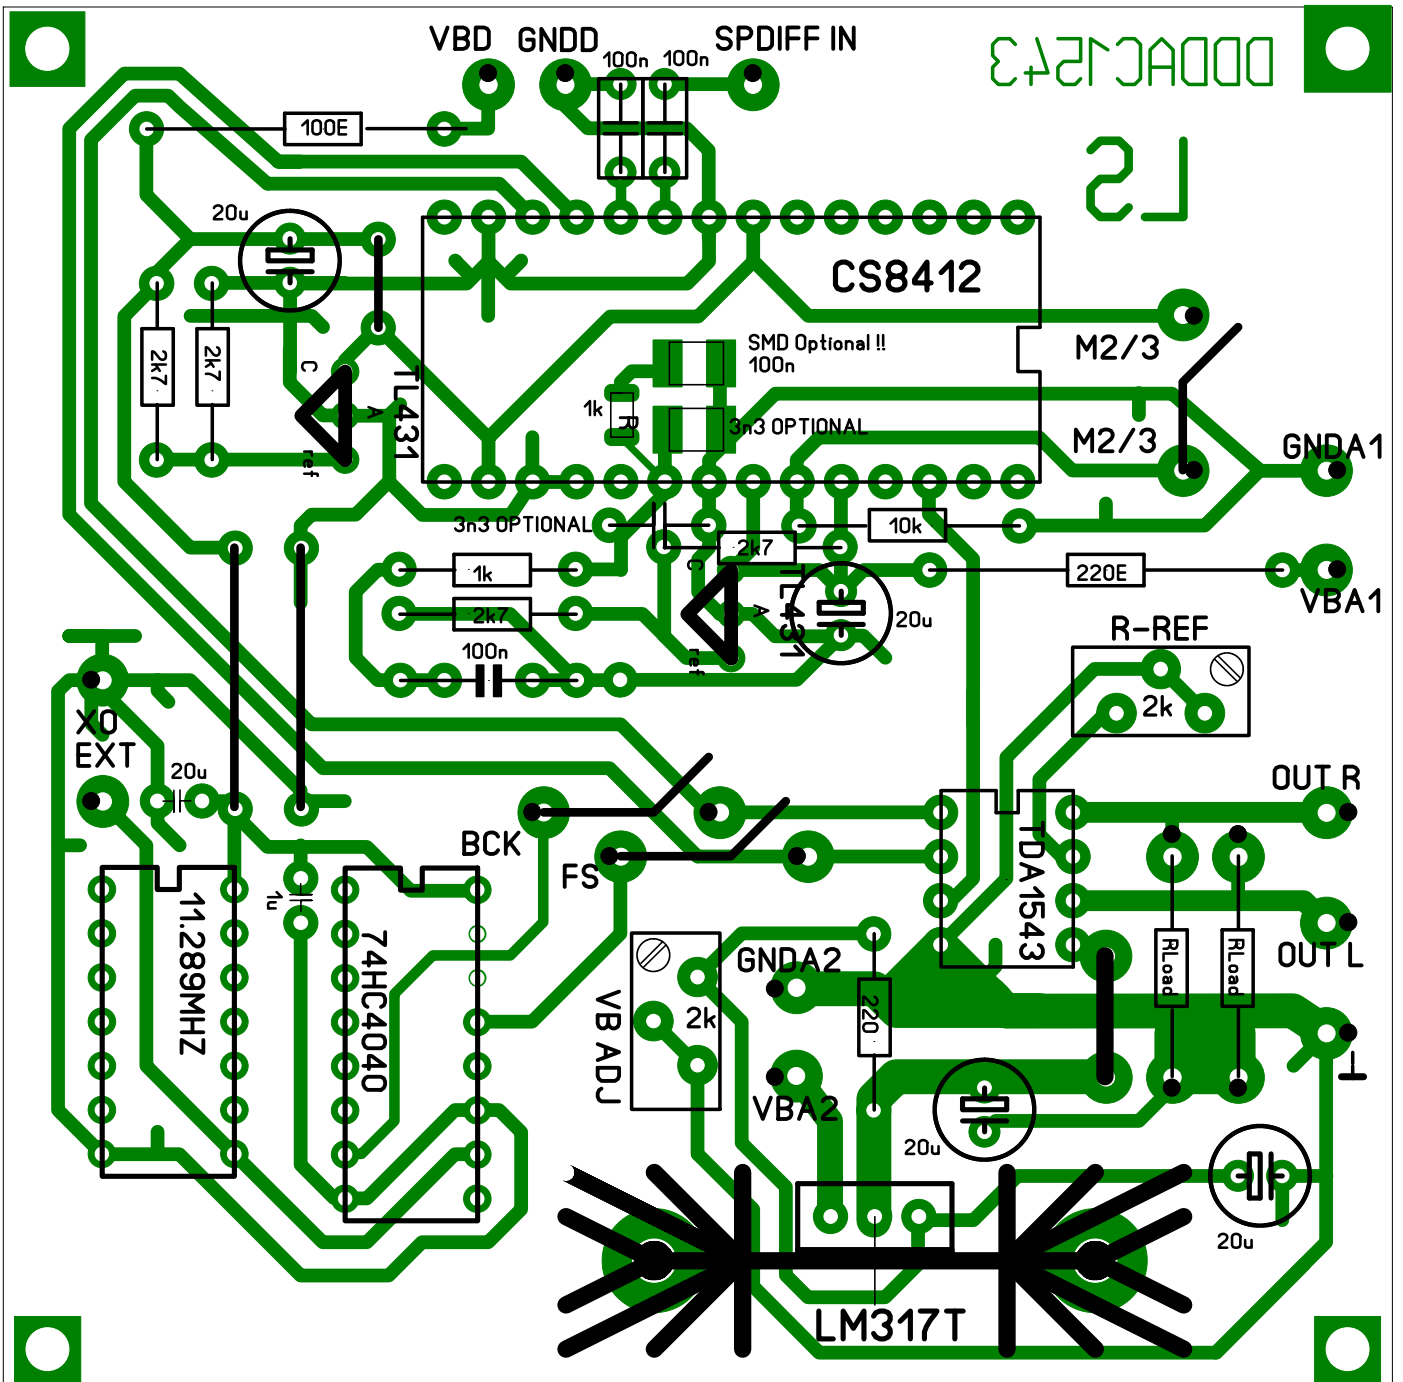 VBD GNDD SPDIFF IN
DDDAC1543
100n 100n
100E
LS
20u
CS8412
SMD Optional !!
100n
M2/3
2k7
2k7
C
A
ref
TL431
1k
R
3n3 OPTIONAL
M2/3
GNDA1
3n3 OPTIONAL
10k
2k7
1k
C
A
ref
TL431
220E
VBA1
2k7
20u
100n
R-REF
2k
XO
EXT
20u
OUT R
BCK
FS
TDA1543
1u
11.289MHZ
74HC4040
GNDA2
OUT L
RLoad
RLoad
VB ADJ
2k
220
VBA2
20u
20u
LM317T